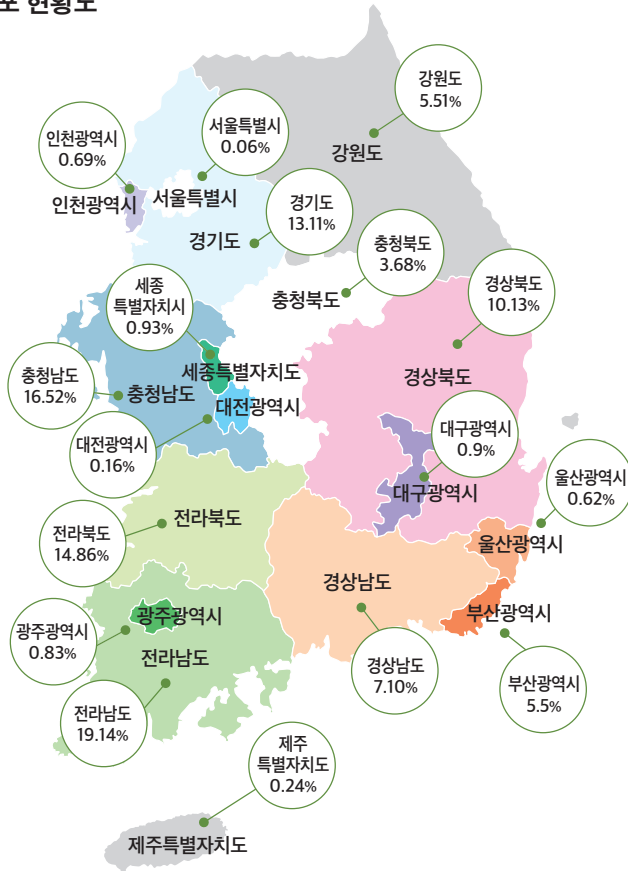 현황도
강원도
5.51%
서울특별시
0.06%
인천광역시
0.69%
강원도
서울특별시
인천광역시
경기도
13.11%
경기도
충청북도
3.68%
충청북도
세종
특별자치시
0.93%
경상북도
10.13%
충청남도
16.52%
세종특별자치도
충청남도
경상북도
대전광역시
대전광역시
0.16%
대구광역시
0.9%
대구광역시
울산광역시
0.62%
전라북도
전라북도
14.86%
울산광역시
경상남도
광주광역시
부산광역시
광주광역시
0.83%
전라남도
경상남도
7.10%
부산광역시
5.5%
전라남도
19.14%
제주
특별자치도
0.24%
제주특별자치도